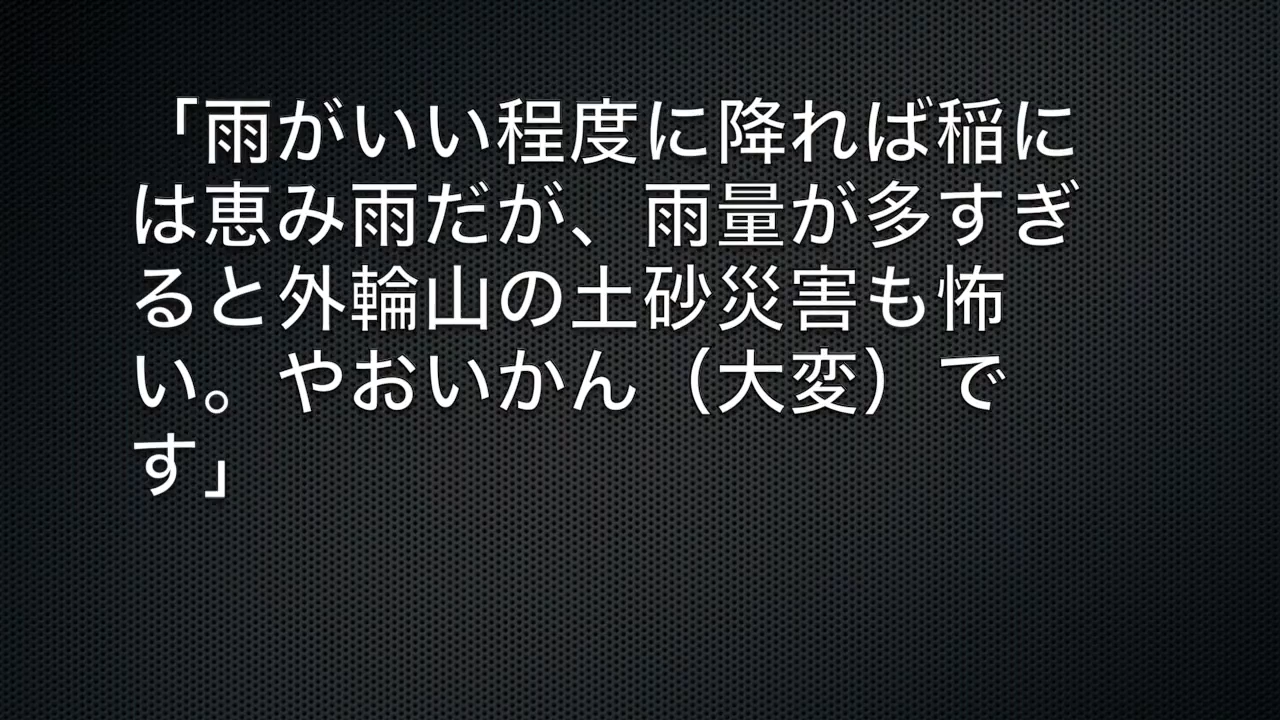 「雨がいい程度に降れば稲に
は恵み雨だが、雨量が多すぎ
ると外輪山の土砂災害も怖
い。やおいかん（大変）で
す」